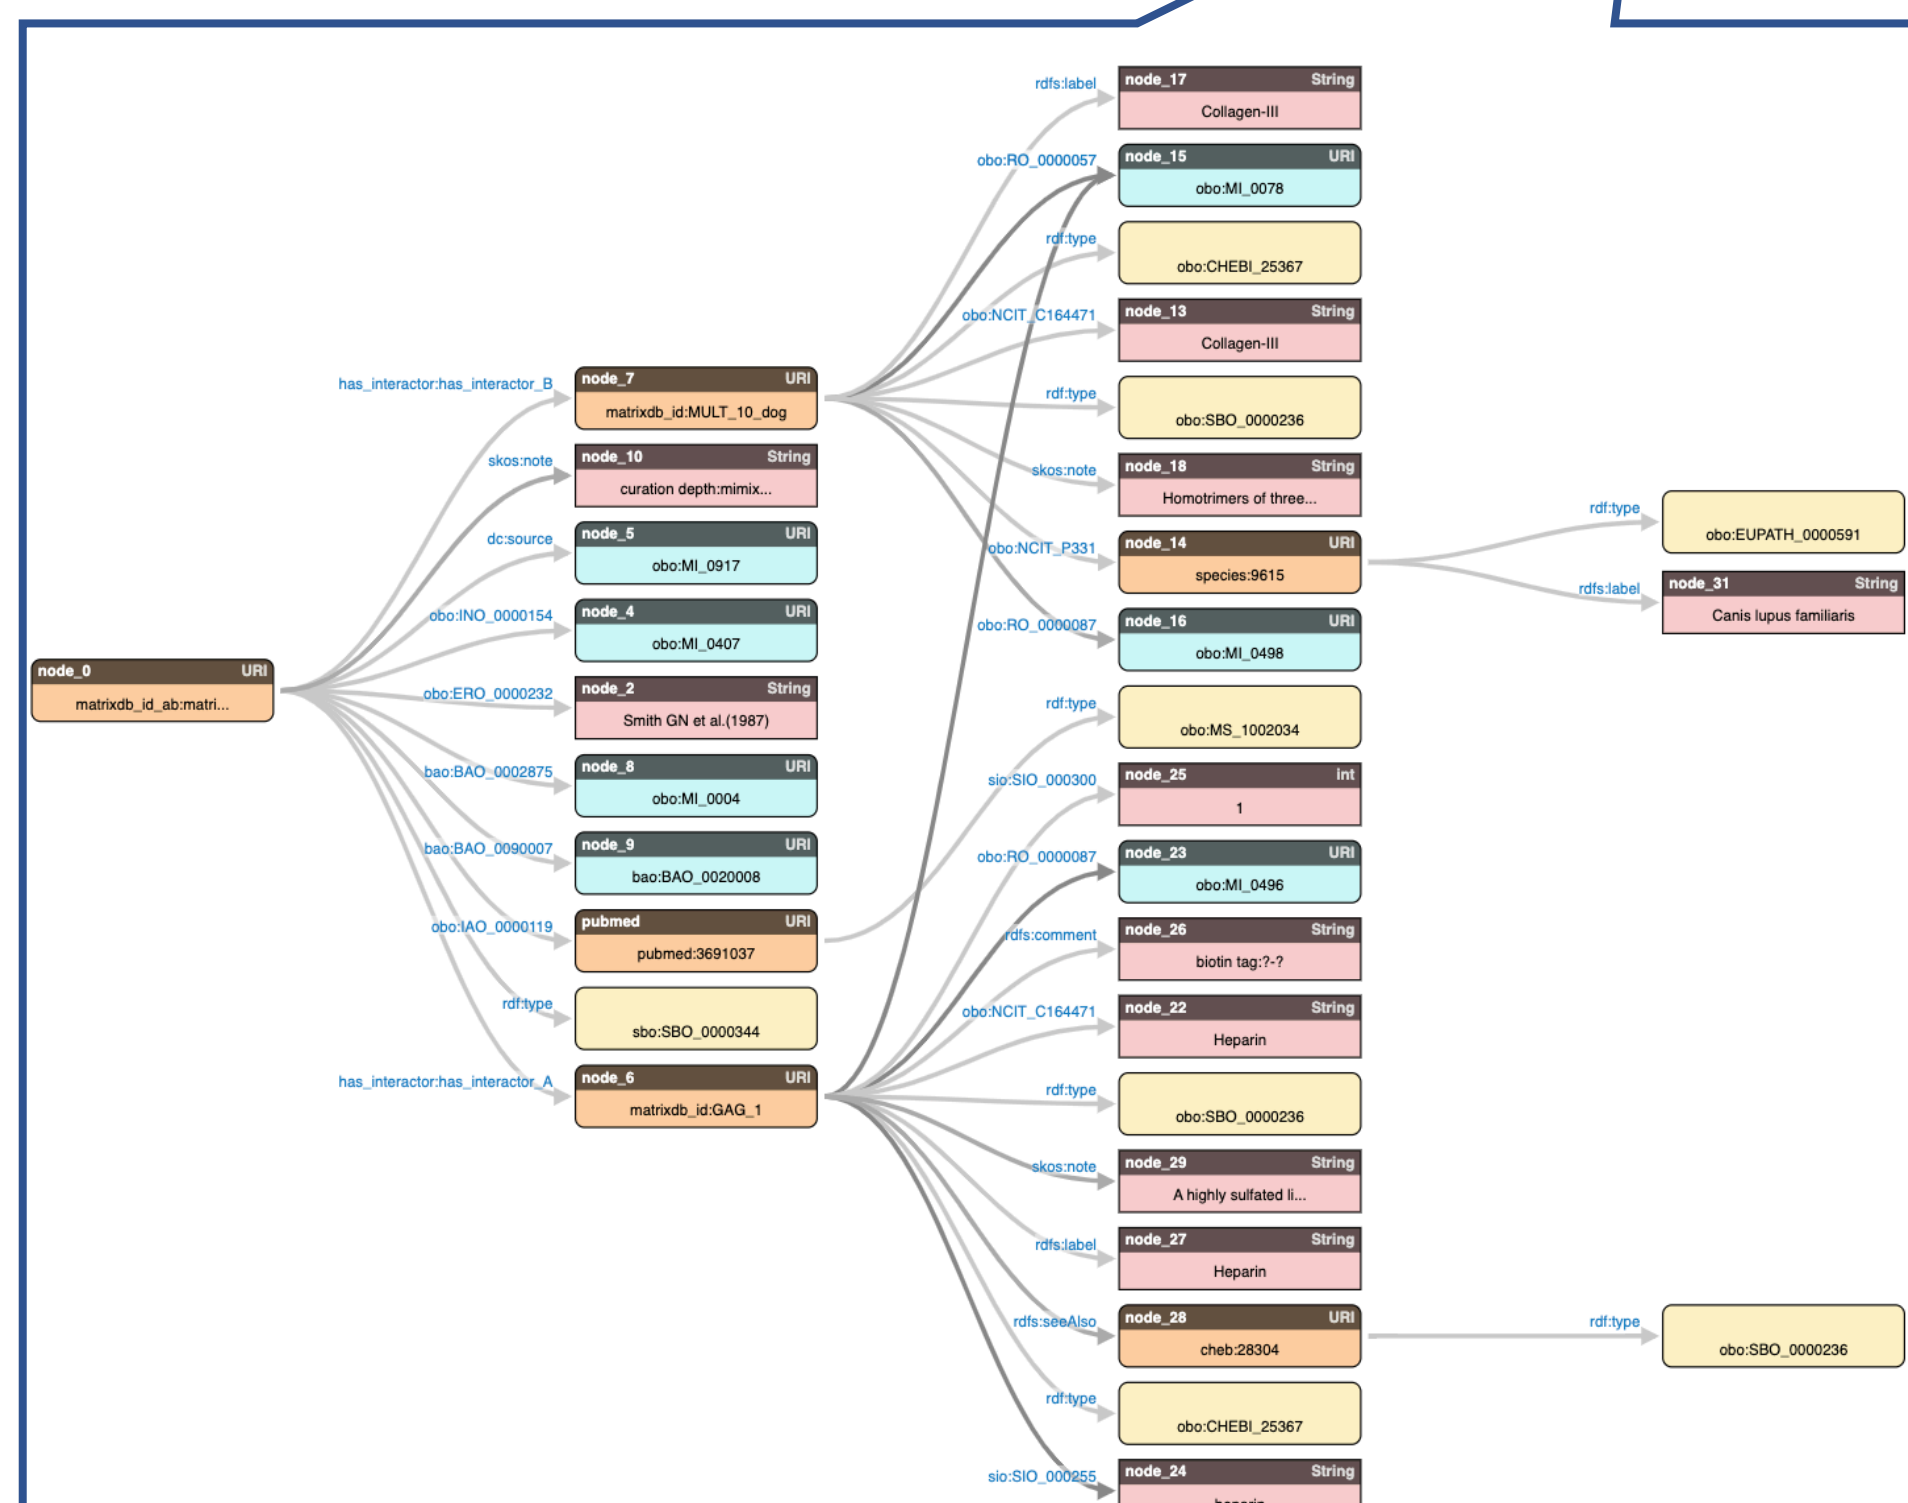 rdfs:label
node_17 String
Collagen-III
obo:RO_0000057
node_15 URI
obo:MI_0078
rdf:type
obo:CHEBI_25367
obo:NCIT_C164471
node_13 String
Collagen-III
has_interactor:has_interactor_B
node_7 URI
matrixdb_id:MULT_10_dog
rdf:type
obo:SBO_0000236
skos:note
node_10 String
curation depth:mimix...
skos:note
node_18 String
Homotrimers of three...
rdf:type
obo:EUPATH_0000591
dc:source
node_5 URI
obo:MI_0917
obo:NCIT_P331
node_14 URI
species:9615
rdfs:label
node_31 String
Canis lupus familiaris
obo:INO_0000154
node_4 URI
obo:MI_0407
obo:RO_0000087
node_16 URI
obo:MI_0498
node_0 URI
matrixdb_id_ab:matri...
obo:ERO_0000232
node_2 String
Smith GN et al.(1987)
rdf:type
obo:MS_1002034
bao:BAO_0002875
node_8 URI
obo:MI_0004
sio:SIO_000300
node_25 int
1
bao:BAO_0090007
node_9 URI
bao:BAO_0020008
obo:RO_0000087
node_23 URI
obo:MI_0496
obo:IAO_0000119
pubmed URI
pubmed:3691037
rdfs:comment
node_26 String
biotin tag:?-?
rdf:type
sbo:SBO_0000344
obo:NCIT_C164471
node_22 String
Heparin
has_interactor:has_interactor_A
node_6 URI
matrixdb_id:GAG_1
rdf:type
obo:SBO_0000236
skos:note
node_29 String
A highly sulfated li...
rdfs:label
node_27 String
Heparin
rdfs:seeAlso
node_28 URI
cheb:28304
rdf:type
obo:SBO_0000236
rdf:type
obo:CHEBI_25367
sio:SIO_000255
node_24 String